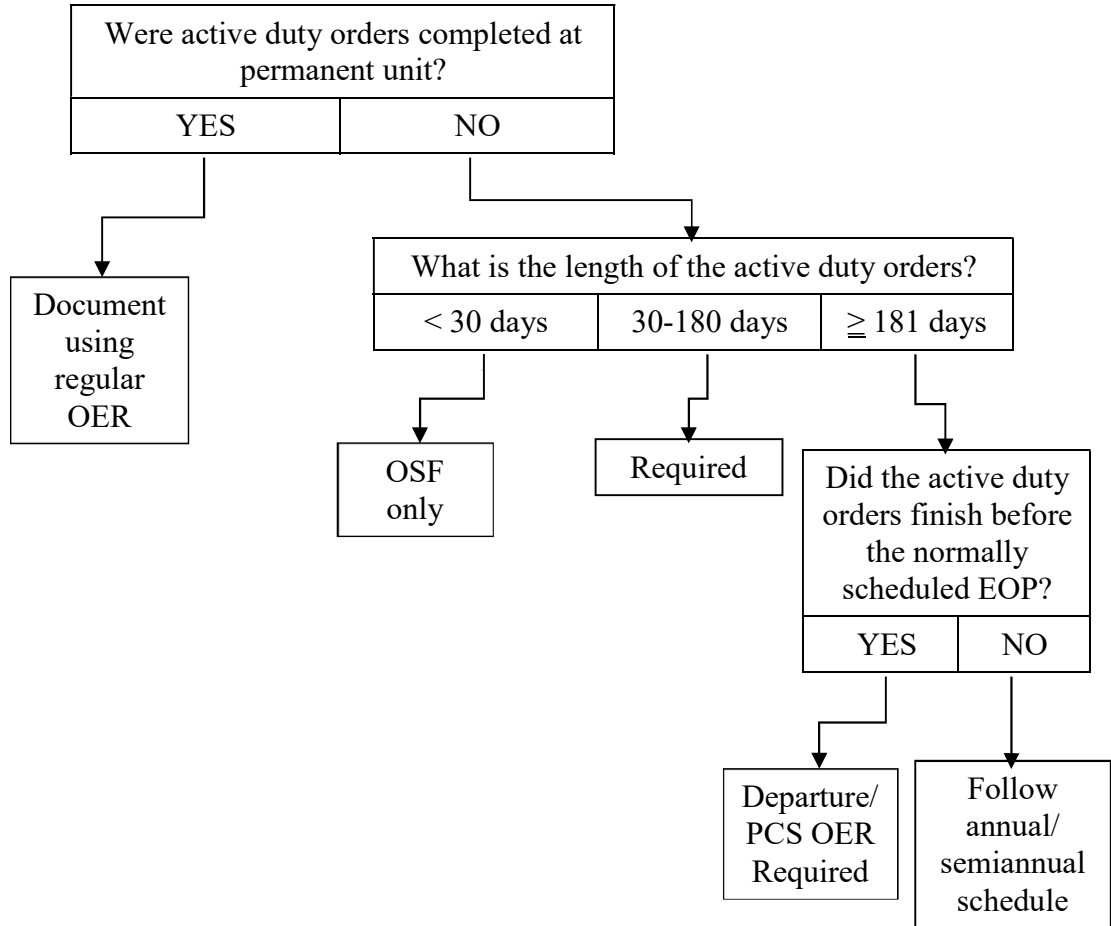 Were active duty orders completed at
permanent unit?
YES
NO
Document
using
regular
OER
What is the length of the active duty orders?
< 30 days
30-180 days
≧ 181 days
OSF
only
Required
Did the active duty
orders finish before
the normally
scheduled EOP?
YES
NO
Departure/
PCS OER
Required
Follow
annual/
semiannual
schedule